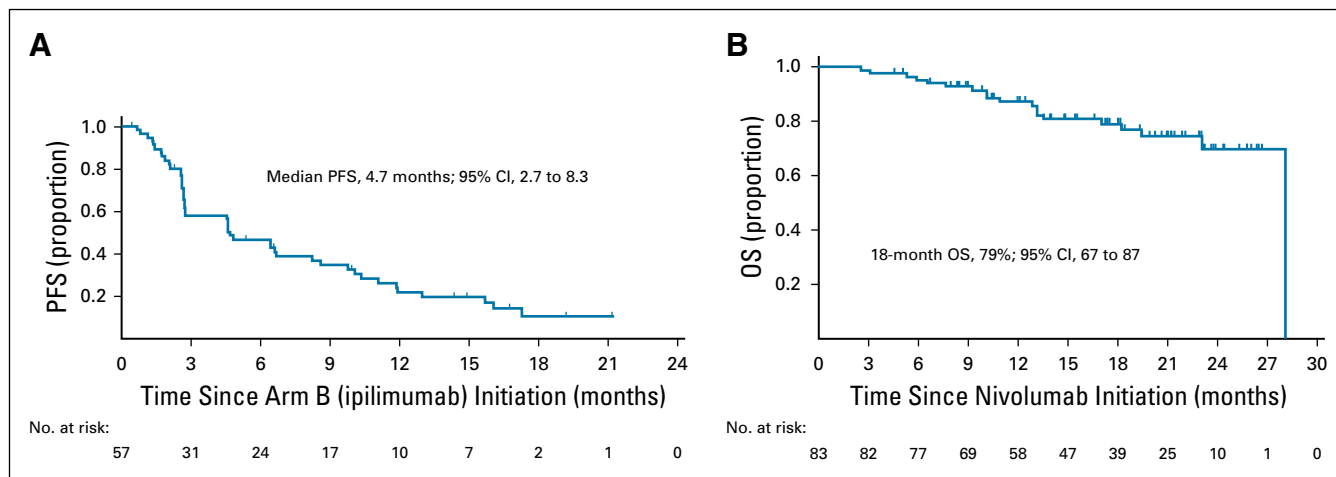 A
PFS (proportion)
1.0
0.8
0.6
0.4
0.2
Median PFS, 4.7 months; 95% CI, 2.7 to 8.3
0 3 6 9 12 15 18 21 24
Time Since Arm B (ipilimumab) Initiation (months)
No. at risk:
57 31 24 17 10 7 2 1 0
B
OS (proportion)
1.0
0.8
0.6
0.4
0.2
18-month OS, 79%; 95% CI, 67 to 87
0 3 6 9 12 15 18 21 24 27 30
Time Since Nivolumab Initiation (months)
No. at risk:
83 82 77 69 58 47 39 25 10 1 0